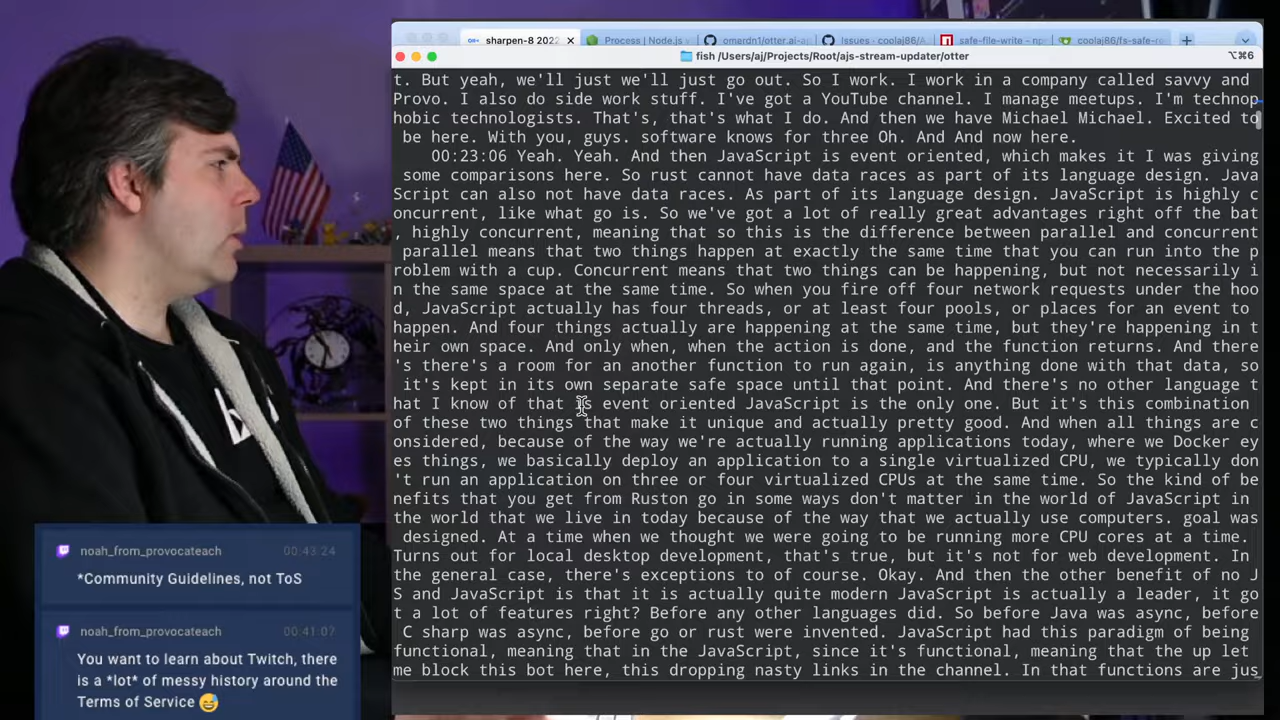 sharpen-8 2022
Process | Node.js
omerdn1/otter.ai-ap
Issues · coolaj86/A
safe-file-write - npm
coolaj86/fs-safe-re
fish /Users/aj/Projects/Root/ajs-stream-updater/otter
⌥⌘6
t. But yeah, we'll just we'll just go out. So I work. I work in a company called savvy and
Provo. I also do side work stuff. I've got a YouTube channel. I manage meetups. I'm technop
hobic technologists. That's, that's what I do. And then we have Michael Michael. Excited to
be here. With you, guys. software knows for three Oh. And And now here.
00:23:06 Yeah. Yeah. And then JavaScript is event oriented, which makes it I was giving
some comparisons here. So rust cannot have data races as part of its language design. Java
Script can also not have data races. As part of its language design. JavaScript is highly c
oncurrent, like what go is. So we've got a lot of really great advantages right off the bat
, highly concurrent, meaning that so this is the difference between parallel and concurrent
parallel means that two things happen at exactly the same time that you can run into the p
roblem with a cup. Concurrent means that two things can be happening, but not necessarily i
n the same space at the same time. So when you fire off four network requests under the hoo
d, JavaScript actually has four threads, or at least four pools, or places for an event to
happen. And four things actually are happening at the same time, but they're happening in t
heir own space. And only when, when the action is done, and the function returns. And there
's there's a room for an another function to run again, is anything done with that data, so
it's kept in its own separate safe space until that point. And there's no other language t
hat I know of that is event oriented JavaScript is the only one. But it's this combination
of these two things that make it unique and actually pretty good. And when all things are c
onsidered, because of the way we're actually running applications today, where we Docker ey
es things, we basically deploy an application to a single virtualized CPU, we typically don
't run an application on three or four virtualized CPUs at the same time. So the kind of be
nefits that you get from Ruston go in some ways don't matter in the world of JavaScript in
the world that we live in today because of the way that we actually use computers. goal was
designed. At a time when we thought we were going to be running more CPU cores at a time.
Turns out for local desktop development, that's true, but it's not for web development. In
the general case, there's exceptions to of course. Okay. And then the other benefit of no J
S and JavaScript is that it is actually quite modern JavaScript is actually a leader, it go
t a lot of features right? Before any other languages did. So before Java was async, before
C sharp was async, before go or rust were invented. JavaScript had this paradigm of being
functional, meaning that in the JavaScript, since it's functional, meaning that the up let
me block this bot here, this dropping nasty links in the channel. In that functions are jus
noah_from_provocateach 00:43:24
*Community Guidelines, not ToS
noah_from_provocateach 00:41:07
You want to learn about Twitch, there
is a *lot* of messy history around the
Terms of Service 😅